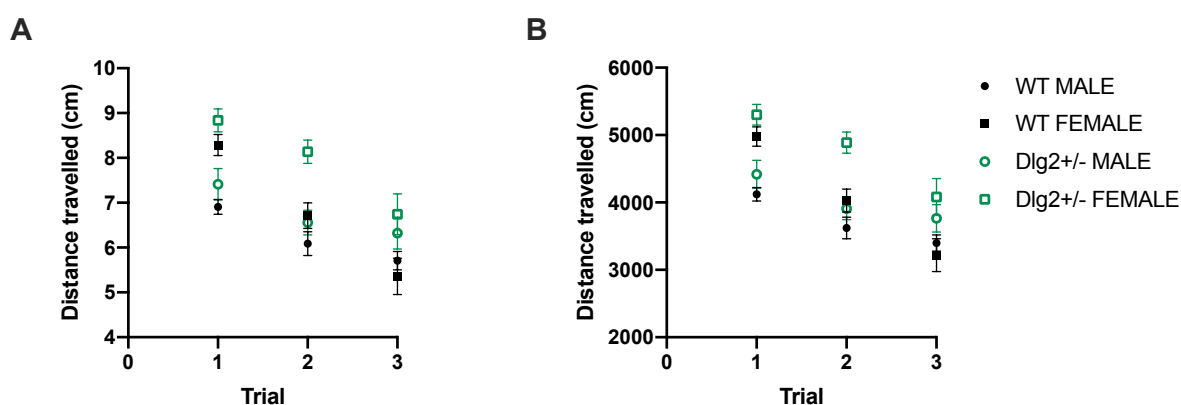 A
Distance travelled (cm)
10
9
8
7
6
5
4
0
1
2
3
Trial
B
Distance travelled (cm)
6000
5000
4000
3000
2000
0
1
2
3
Trial
WT MALE
WT FEMALE
Dlg2+/- MALE
Dlg2+/- FEMALE